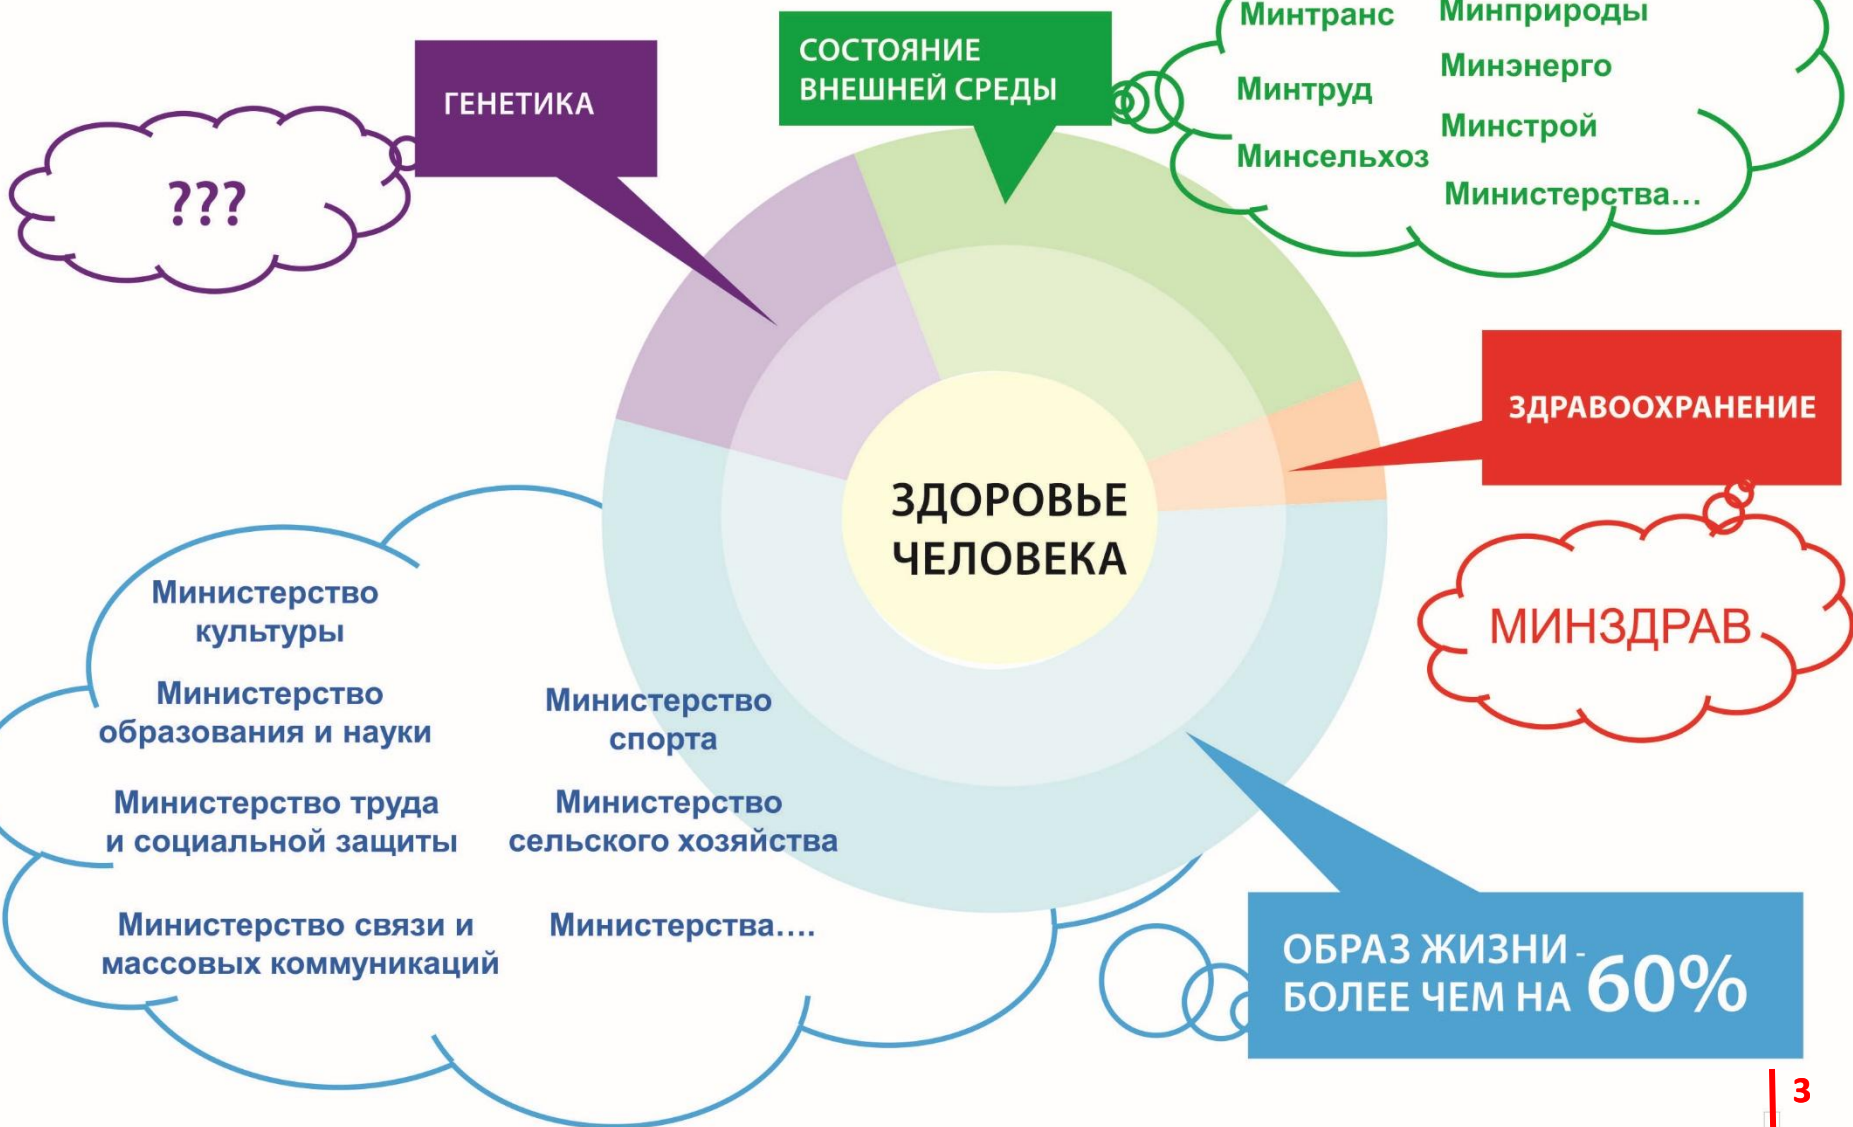 Минтранс
Минприроды
Минтруд
Минэнерго
Минсельхоз
Минстрой
Министерства…
СОСТОЯНИЕ
ВНЕШНЕЙ СРЕДЫ
ГЕНЕТИКА
???
ЗДРАВООХРАНЕНИЕ
МИНЗДРАВ
ЗДОРОВЬЕ
ЧЕЛОВЕКА
Министерство
культуры
Министерство
образования и науки
Министерство труда
и социальной защиты
Министерство связи и
массовых коммуникаций
Министерство
спорта
Министерство
сельского хозяйства
Министерства….
ОБРАЗ ЖИЗНИ -
БОЛЕЕ ЧЕМ НА 60%
3